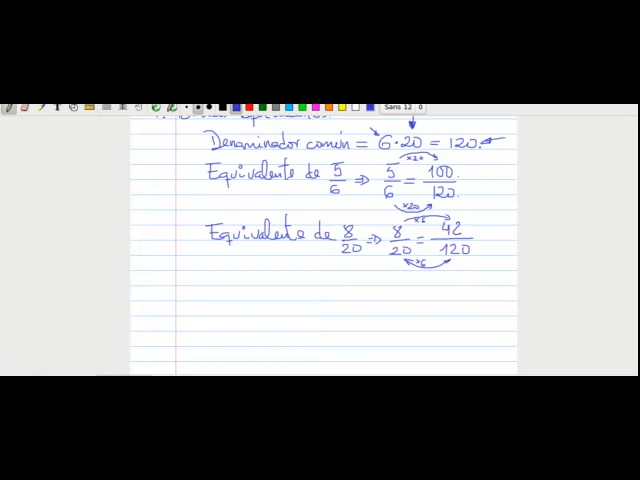 Sans 12
Denominador común = 6·20 = 120.
×20
Equivalente de 5/6 => 5/6 = 100/120.
×20
×6
Equivalente de 8/20 => 8/20 = 42/120
×6